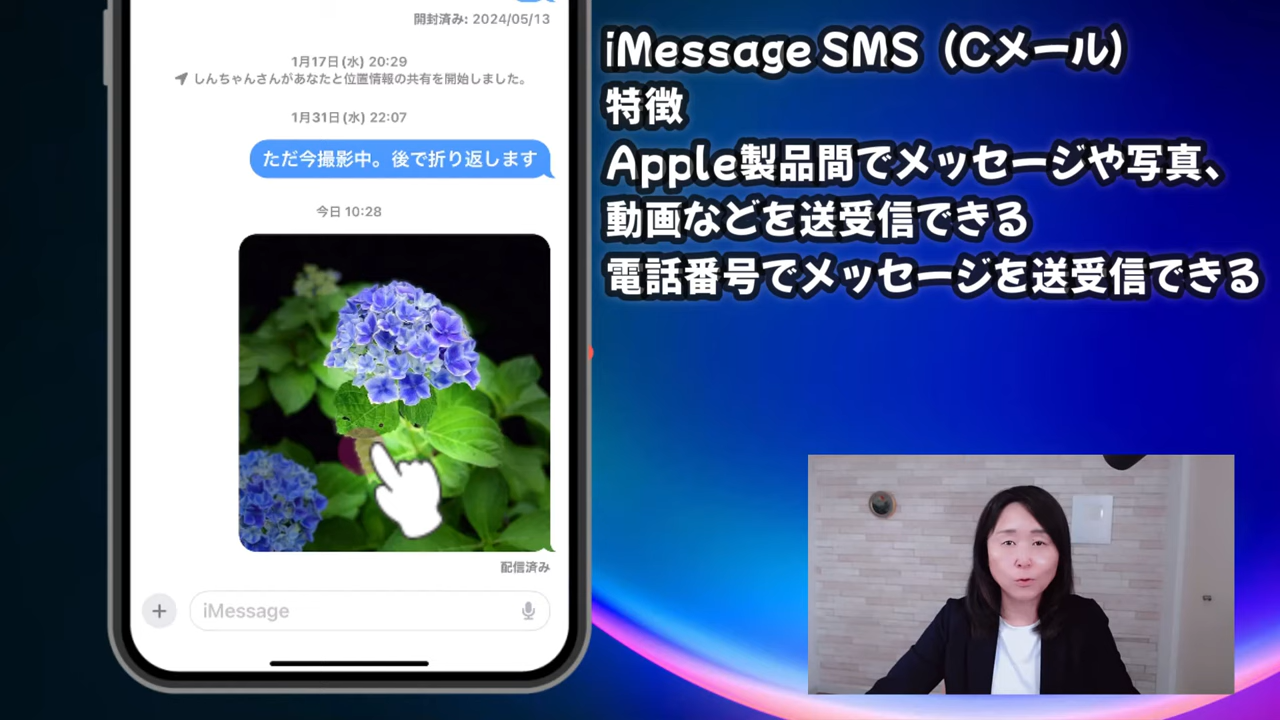 開封済み: 2024/05/13
1月17日(水) 20:29
しんちゃんさんがあなたと位置情報の共有を開始しました。
1月31日(水) 22:07
ただ今撮影中。後で折り返します
今日 10:28
配信済み
iMessage
iMessage SMS（Cメール）
特徴
Apple製品間でメッセージや写真、
動画などを送受信できる
電話番号でメッセージを送受信できる